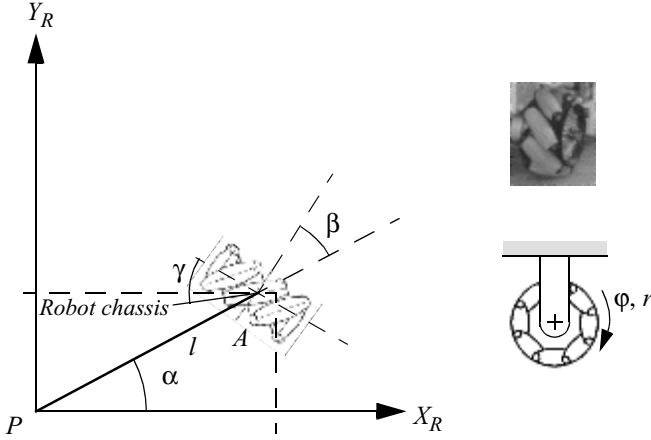 Y_R
β
γ
Robot chassis
φ, r
l
A
α
P
X_R